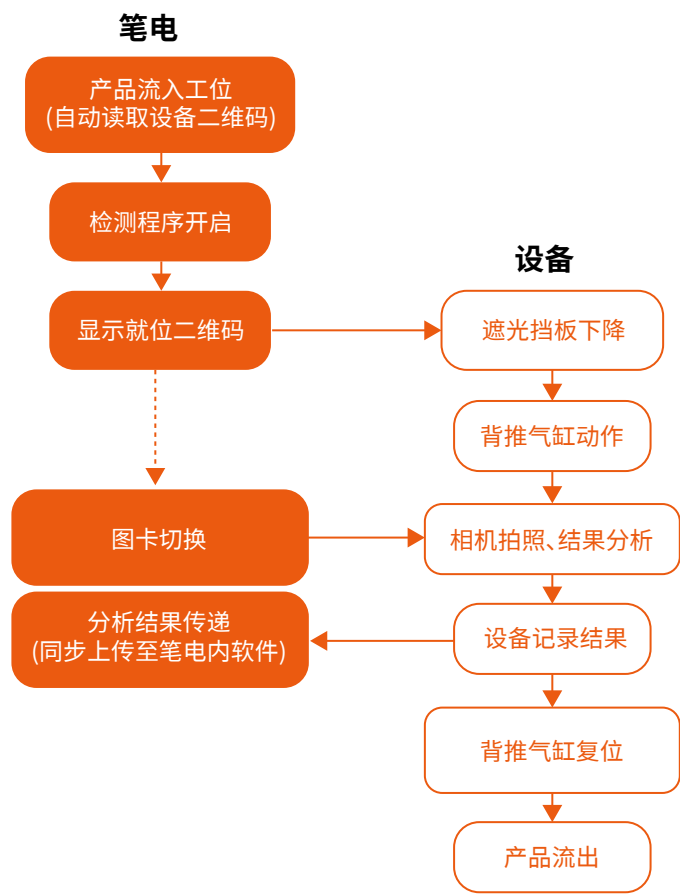 笔电
产品流入工位
(自动读取设备二维码)
检测程序开启
显示就位二维码
图卡切换
分析结果传递
(同步上传至笔电内软件)
设备
遮光挡板下降
背推气缸动作
相机拍照、结果分析
设备记录结果
背推气缸复位
产品流出